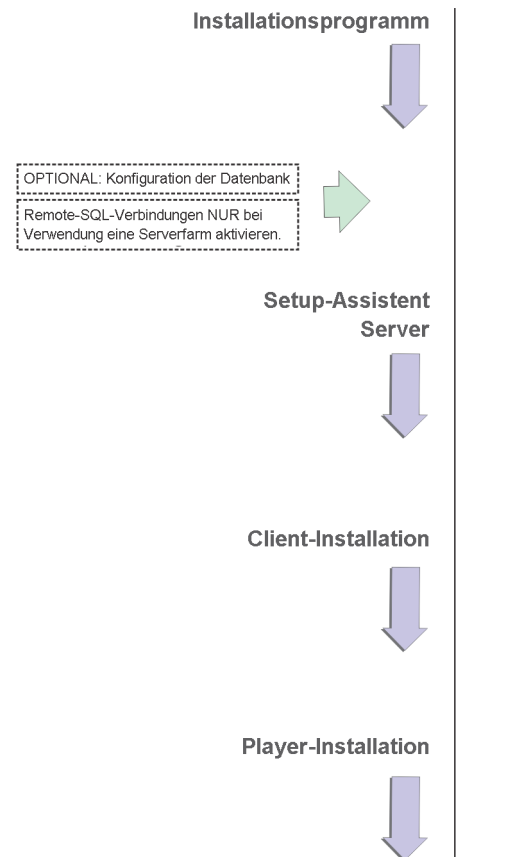 Installationsprogramm
OPTIONAL: Konfiguration der Datenbank
Remote-SQL-Verbindungen NUR bei
Verwendung eine Serverfarm aktivieren.
Setup-Assistent
Server
Client-Installation
Player-Installation